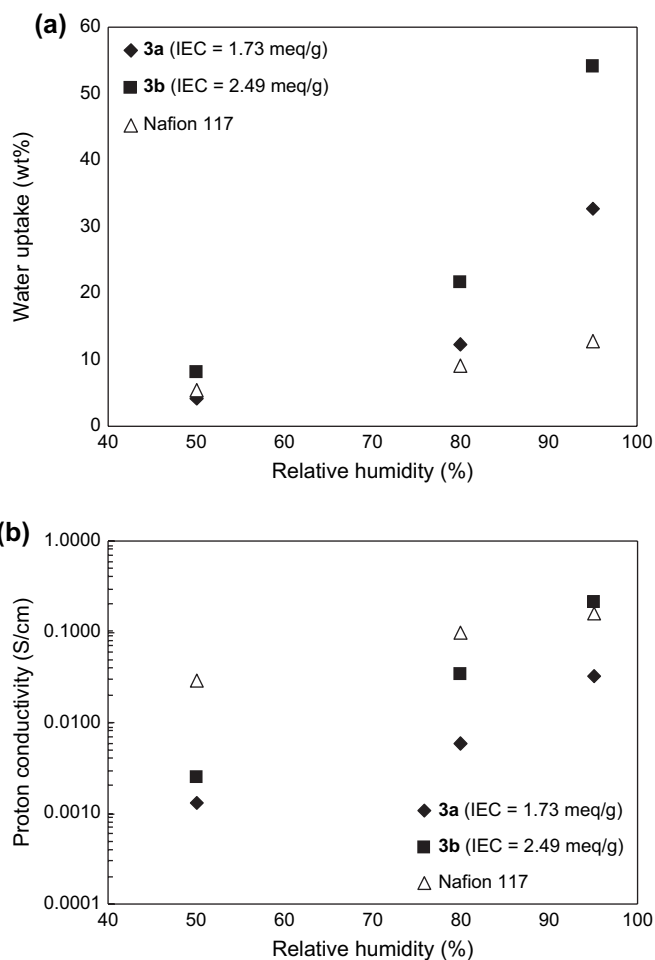 (a)
60
50
40
30
20
10
0
Water uptake (wt%)
3a (IEC = 1.73 meq/g)
3b (IEC = 2.49 meq/g)
Nafion 117
40 50 60 70 80 90 100
Relative humidity (%)
(b)
1.0000
0.1000
0.0100
0.0010
0.0001
Proton conductivity (S/cm)
3a (IEC = 1.73 meq/g)
3b (IEC = 2.49 meq/g)
Nafion 117
40 50 60 70 80 90 100
Relative humidity (%)